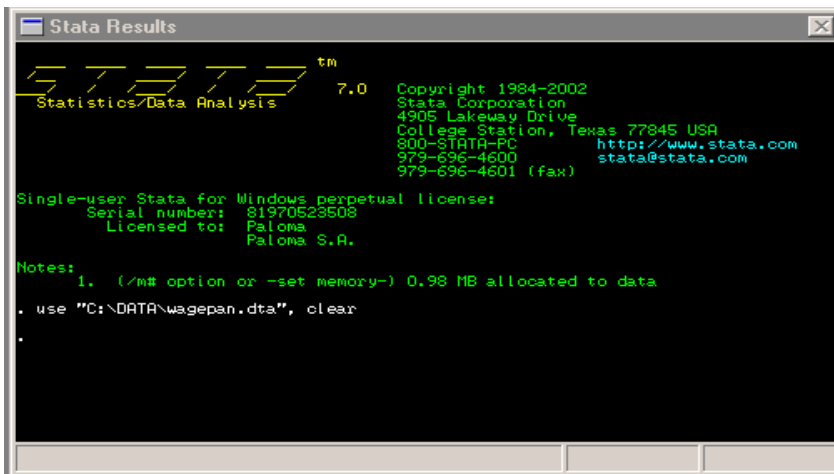 Stata Results
STATA tm
7.0 Copyright 1984-2002
Statistics/Data Analysis Stata Corporation
4905 Lakeway Drive
College Station, Texas 77845 USA
800-STATA-PC http://www.stata.com
979-696-4600 stata@stata.com
979-696-4601 (fax)
Single-user Stata for Windows perpetual license:
Serial number: 81970523508
Licensed to: Paloma
Paloma S.A.
Notes:
1. (/m# option or -set memory-) 0.98 MB allocated to data
. use "C:\DATA\wagepan.dta", clear
.